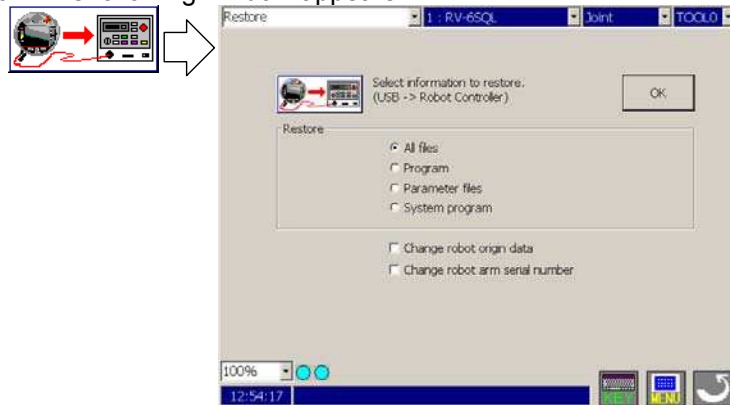 Restore 1 : RV-6SQL Joint TOOL0
Select information to restore.
(USB -> Robot Controller)
OK
Restore
All files
Program
Parameter files
System program
Change robot origin data
Change robot arm serial number
100%
12:54:17
KEY MENU